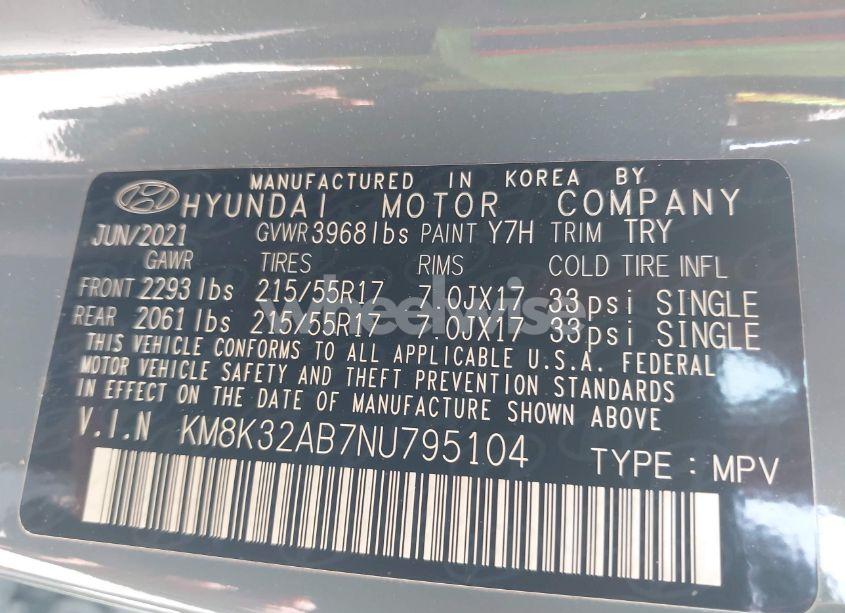 MANUFACTURED IN KOREA BY
HYUNDAI MOTOR COMPANY
JUN/2021 GVWR 3968 lbs PAINT Y7H TRIM TRY
GAWR TIRES RIMS COLD TIRE INFL
FRONT 2293 lbs 215/55R17 7.0JX17 33psi SINGLE
REAR 2061 lbs 215/55R17 7.0JX17 33psi SINGLE
THIS VEHICLE CONFORMS TO ALL APPLICABLE U.S.A. FEDERAL
MOTOR VEHICLE SAFETY AND THEFT PREVENTION STANDARDS
IN EFFECT ON THE DATE OF MANUFACTURE SHOWN ABOVE
V.I.N KM8K32AB7NU795104
TYPE : MPV
wheelwise